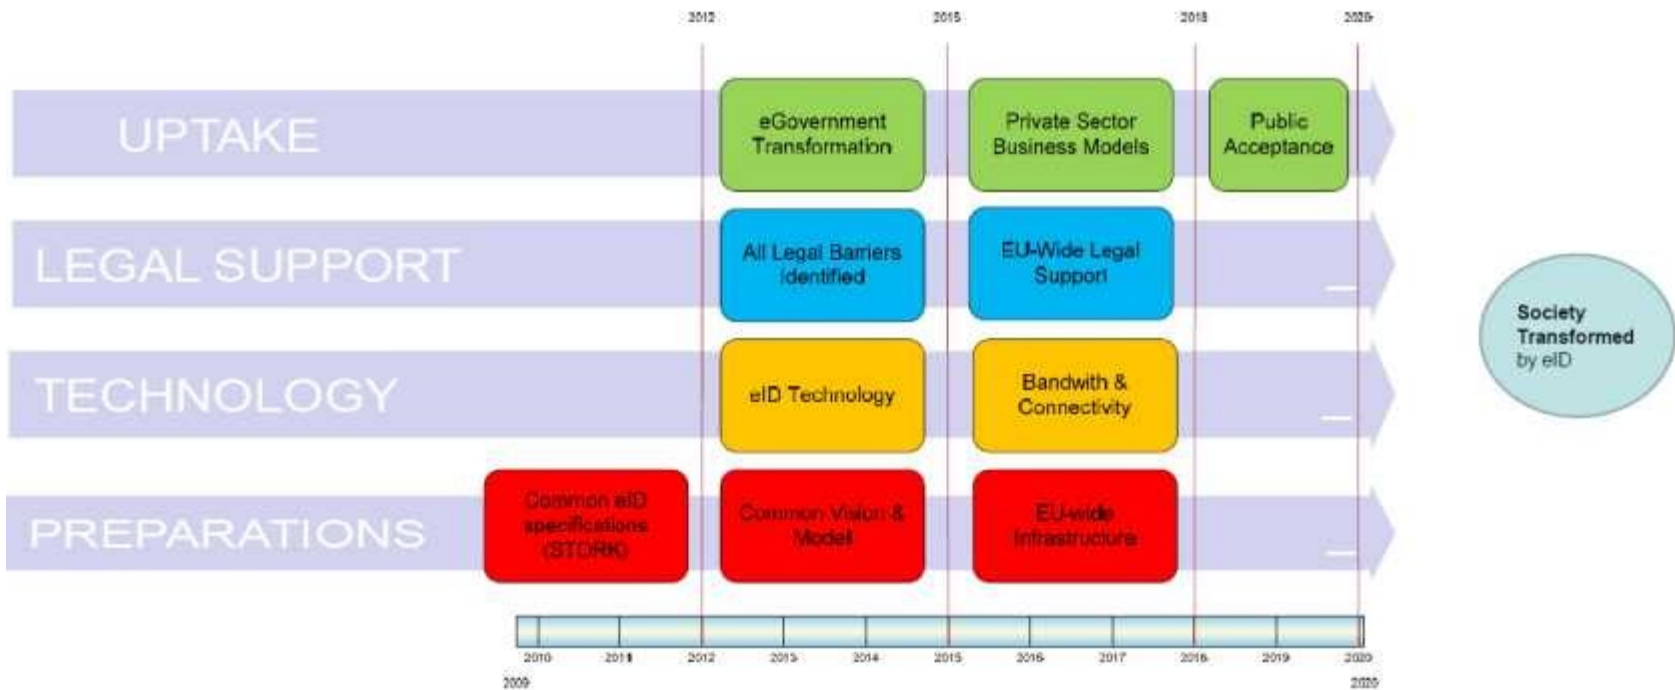 2012 2015 2018 2020
UPTAKE
eGovernment
Transformation
Private Sector
Business Models
Public
Acceptance
LEGAL SUPPORT
All Legal Barriers
Identified
EU-Wide Legal
Support
TECHNOLOGY
eID Technology
Bandwith &
Connectivity
PREPARATIONS
Common eID
specifications
(STORK)
Common Vision &
Modell
EU-wide
Infrastructure
Society
Transformed
by eID
2010 2011 2012 2013 2014 2015 2016 2017 2018 2019 2020
2009 2020